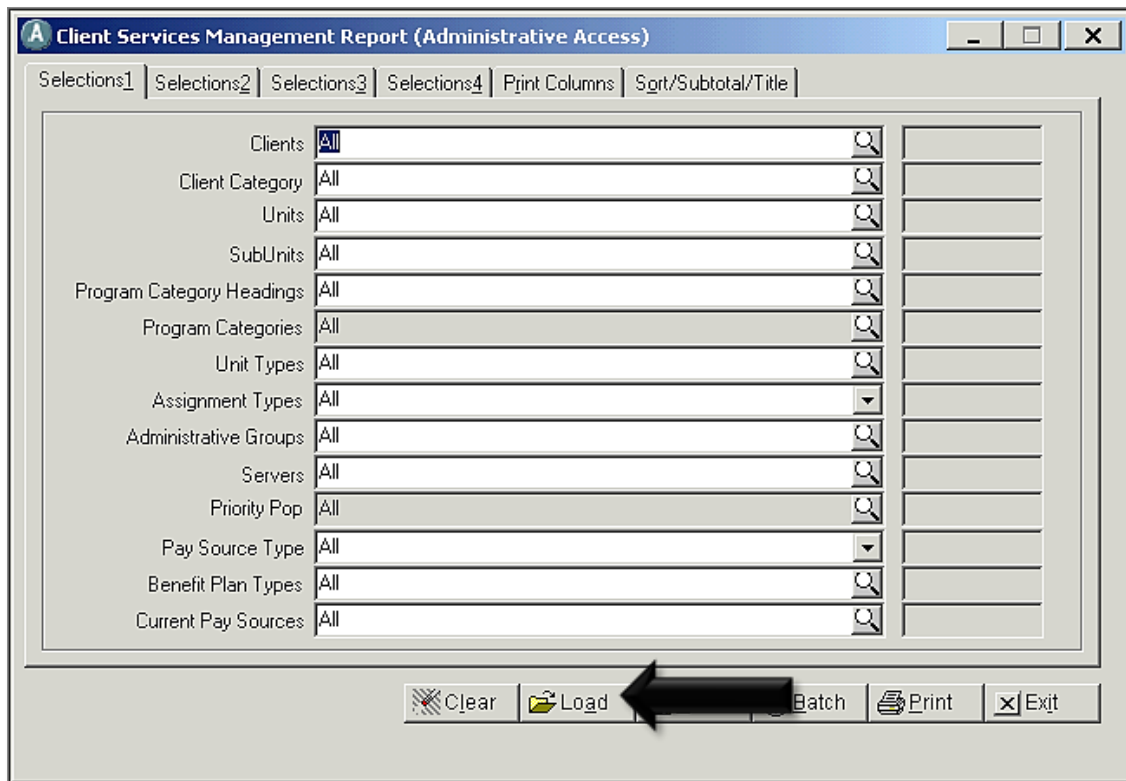 A Client Services Management Report (Administrative Access)
Selections1 Selections2 Selections3 Selections4 Print Columns Sort/Subtotal/Title
Clients All
Client Category All
Units All
SubUnits All
Program Category Headings All
Program Categories All
Unit Types All
Assignment Types All
Administrative Groups All
Servers All
Priority Pop All
Pay Source Type All
Benefit Plan Types All
Current Pay Sources All
Clear Load Batch Print Exit